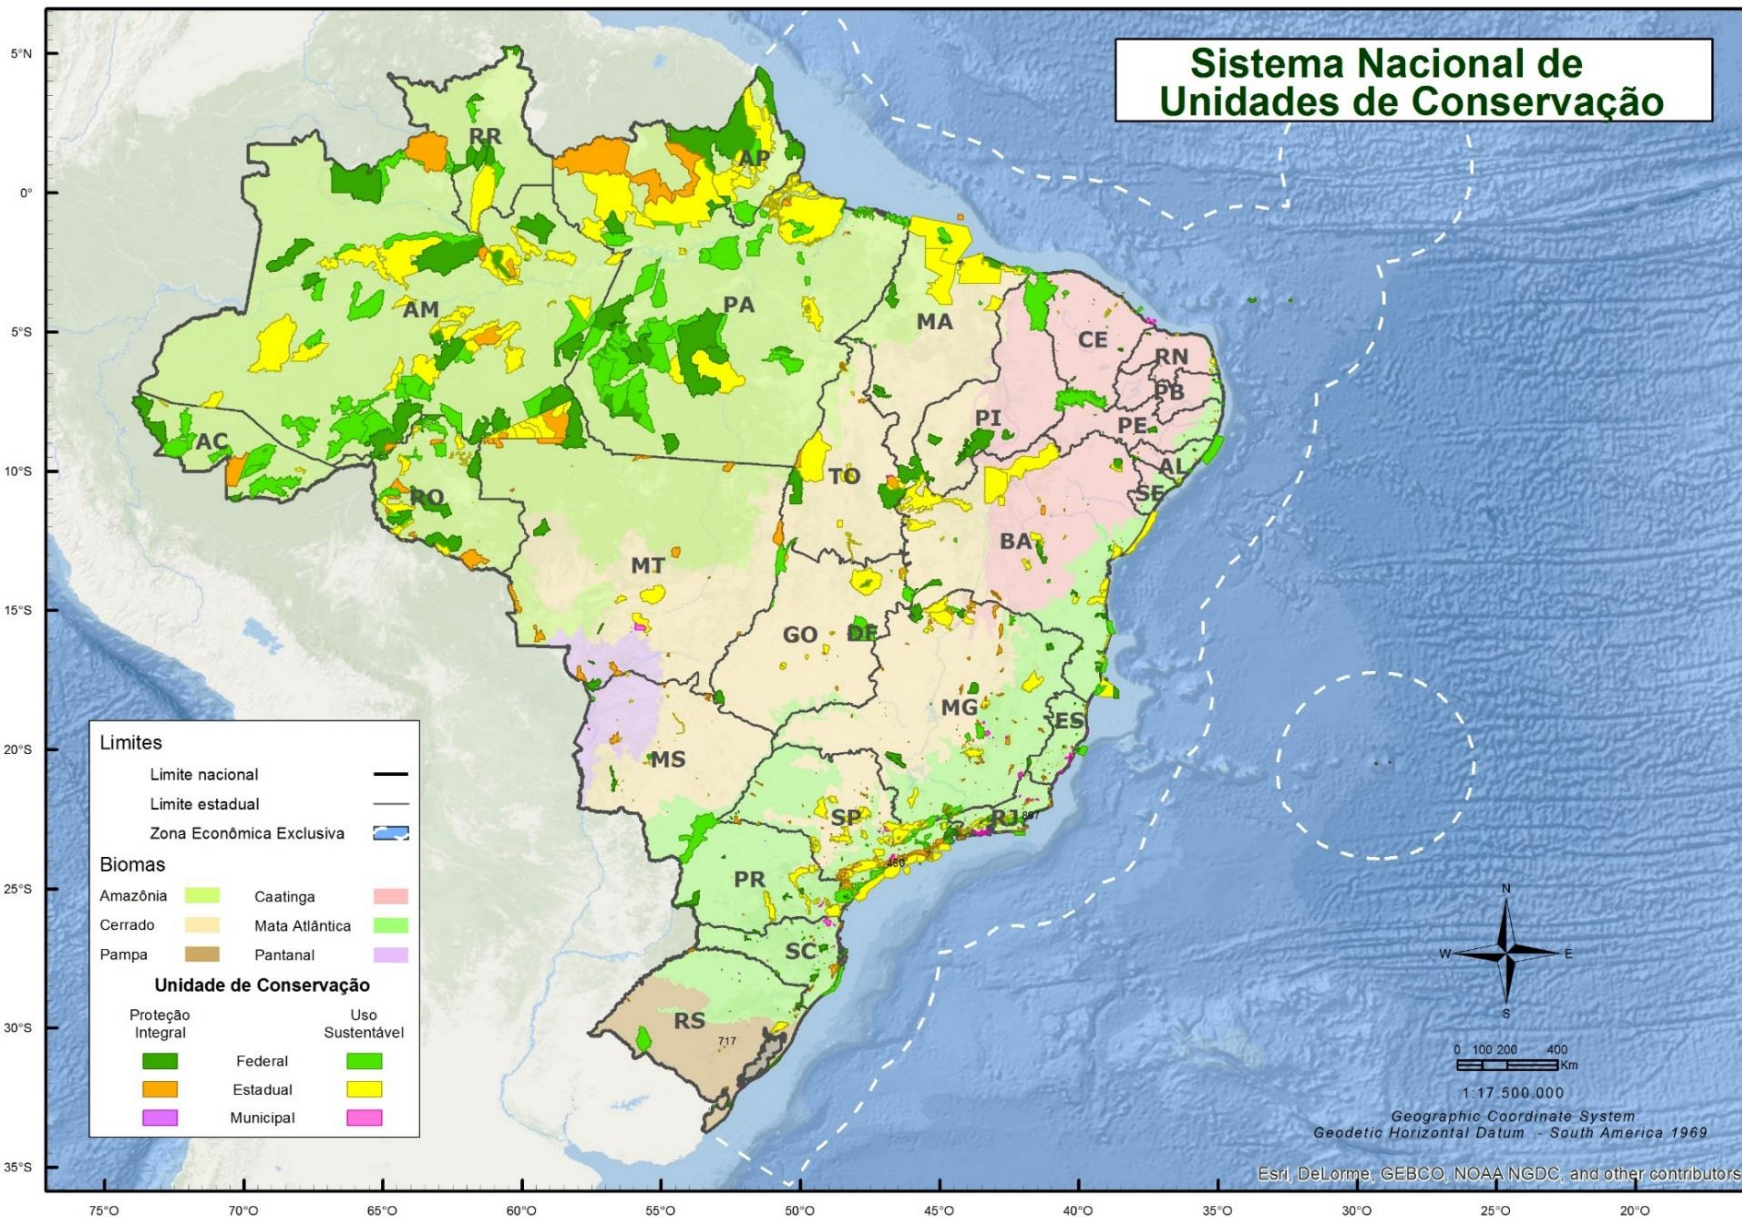 Sistema Nacional de
Unidades de Conservação
5°N
0°
5°S
10°S
15°S
20°S
25°S
30°S
35°S
RR
AP
AM
PA
MA
CE
RN
PB
PI
PE
AC
AL
TO
SE
RO
BA
MT
GO
DF
MG
ES
MS
SP
RJ
PR
SC
RS
717
Limites
Limite nacional
Limite estadual
Zona Econômica Exclusiva
Biomas
Amazônia
Caatinga
Cerrado
Mata Atlântica
Pampa
Pantanal
Unidade de Conservação
Proteção Integral
Uso Sustentável
Federal
Estadual
Municipal
N
W
E
S
0 100 200 400
Km
1:17.500.000
Geographic Coordinate System
Geodetic Horizontal Datum - South America 1969
Esri, DeLorme, GEBCO, NOAA NGDC, and other contributors
75°O
70°O
65°O
60°O
55°O
50°O
45°O
40°O
35°O
30°O
25°O
20°O